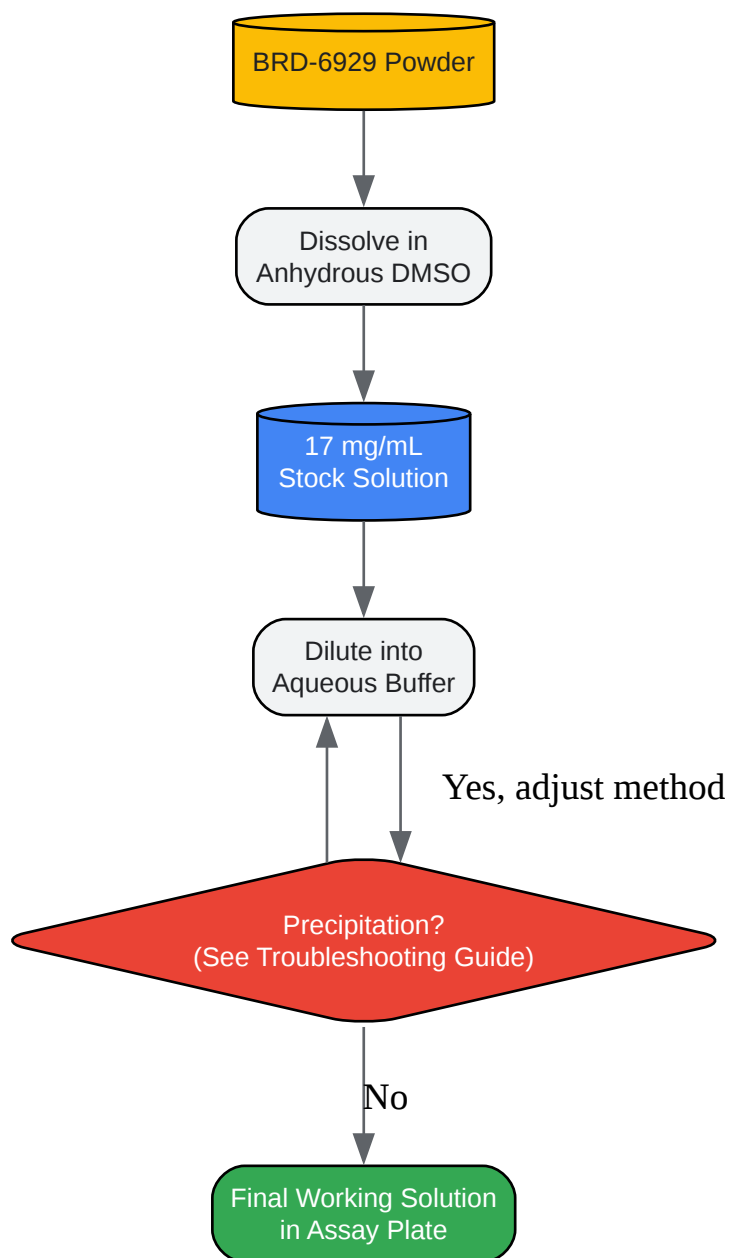 BRD-6929 Powder
Dissolve in
Anhydrous DMSO
17 mg/mL
Stock Solution
Dilute into
Aqueous Buffer
Yes, adjust method
Precipitation?
(See Troubleshooting Guide)
No
Final Working Solution
in Assay Plate